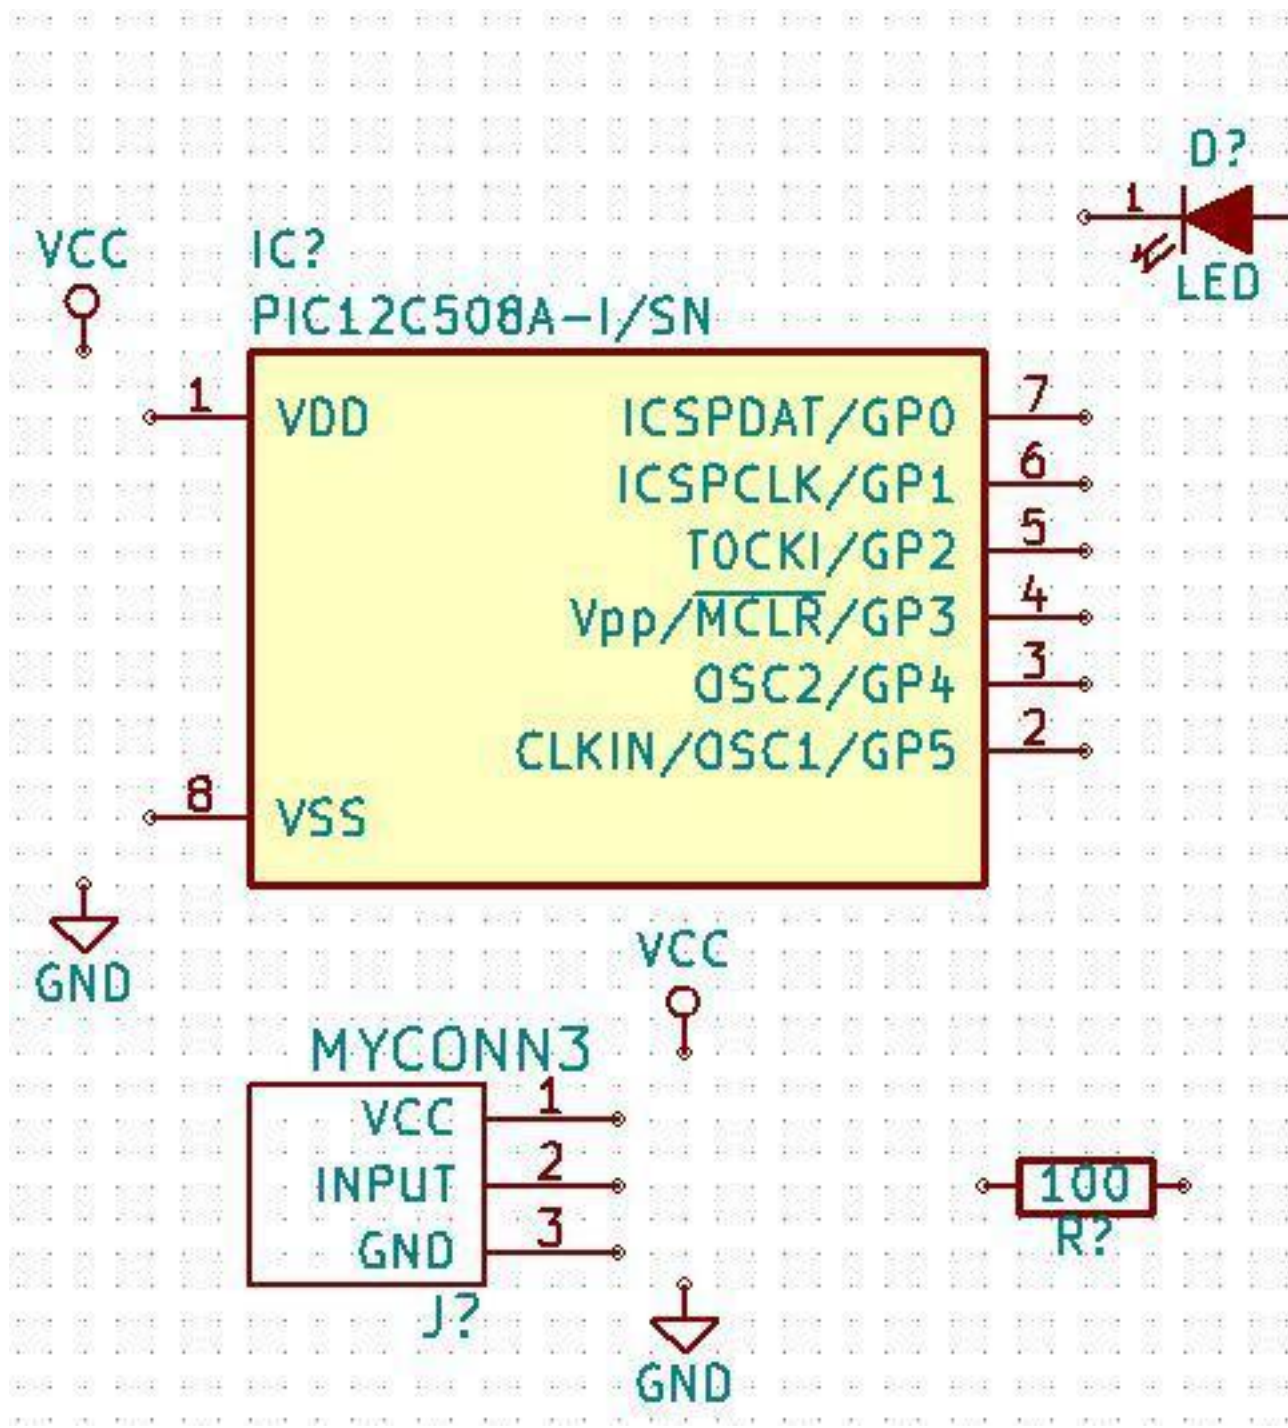 D?
1
LED
VCC
IC?
PIC12C508A-I/SN
1
VDD
ICSPDAT/GP0
7
ICSPCLK/GP1
6
T0CKI/GP2
5
Vpp/MCLR/GP3
4
OSC2/GP4
3
CLKIN/OSC1/GP5
2
8
VSS
GND
VCC
MYCONN3
VCC
1
INPUT
2
GND
3
J?
GND
100
R?